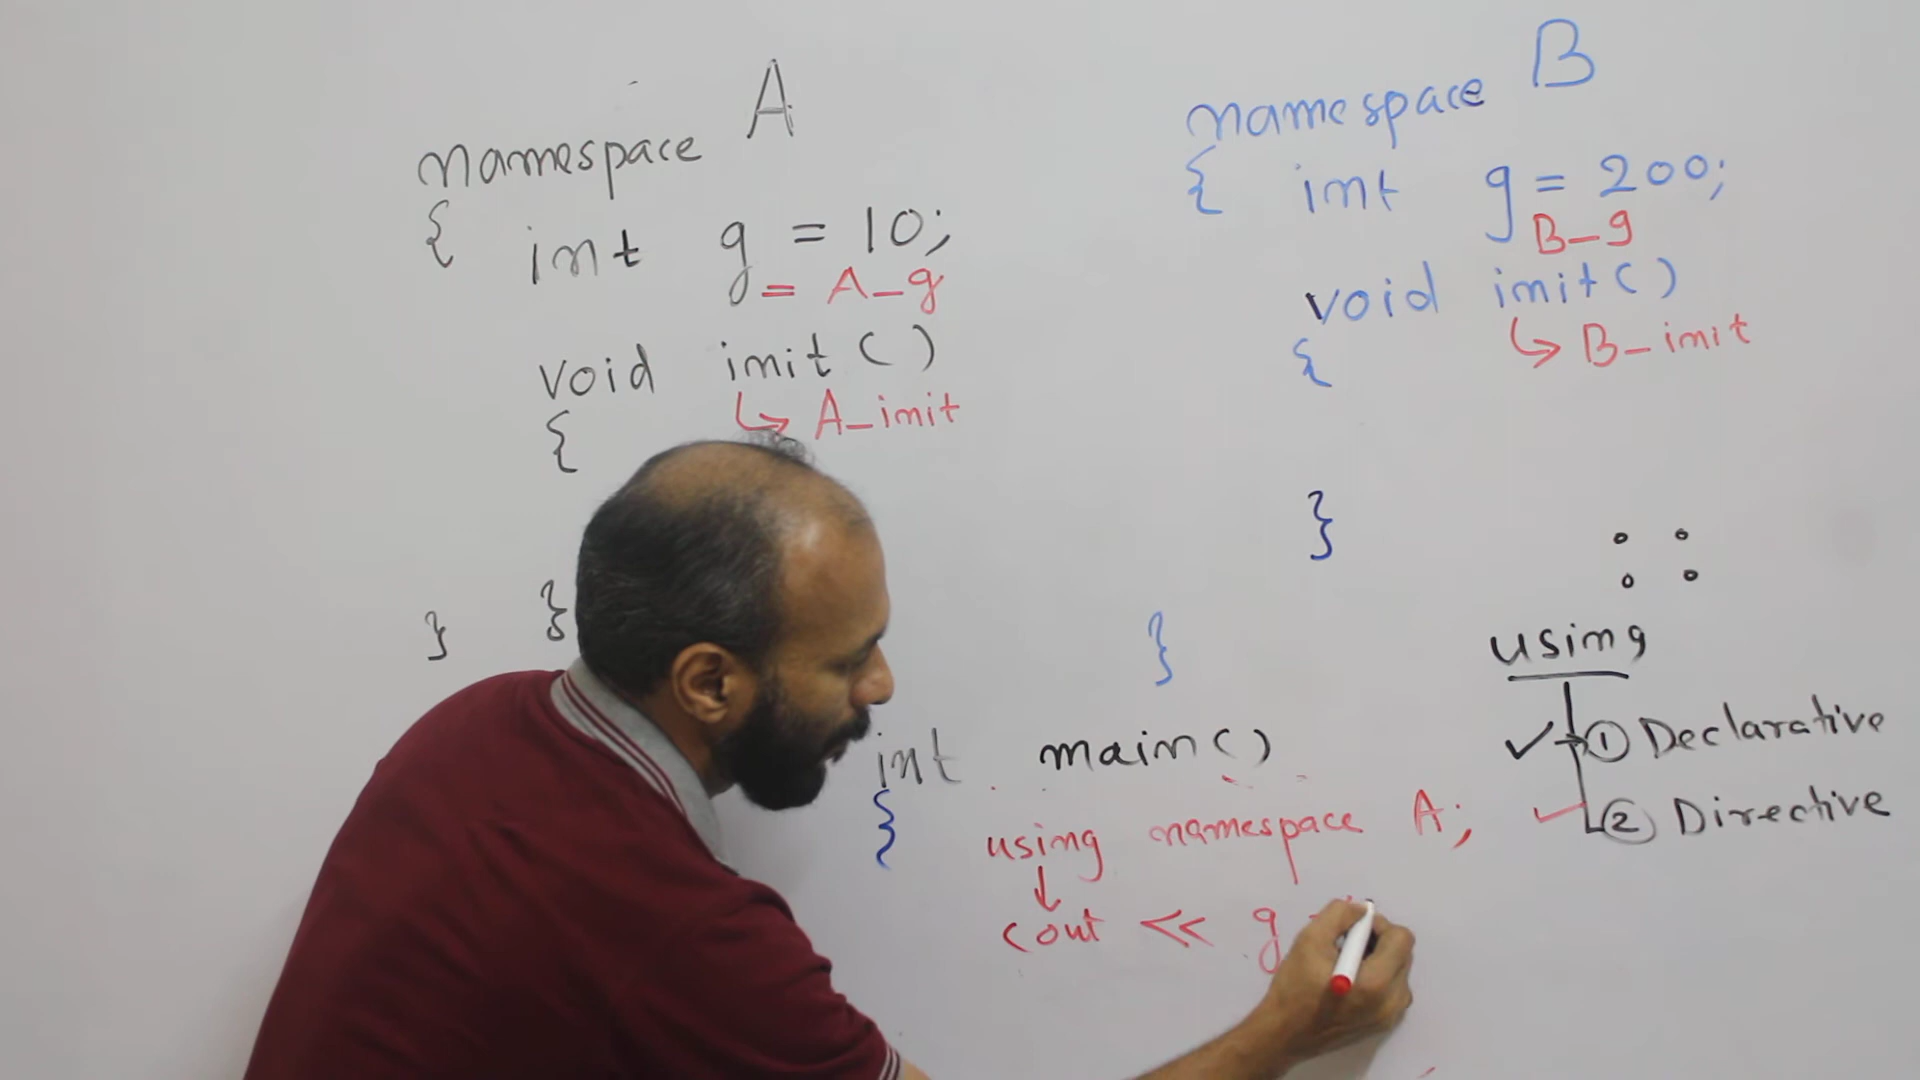 namespace A
{ int g = 10;
= A_g
void init()
{ ↳ A_init
}
}
namespace B
{ int g = 200;
B_g
void init()
{ ↳ B_init
}
}
: :
using
✓ ① Declarative
✓ ② Directive
int main()
{ using namespace A;
↓
cout << g